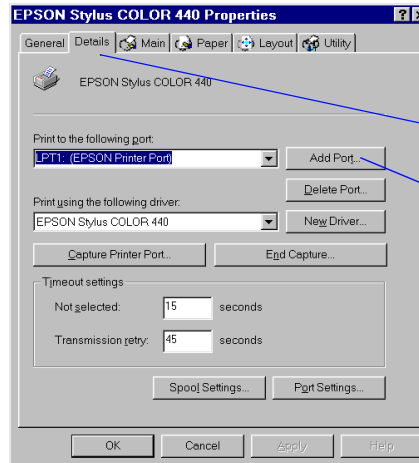 EPSON Stylus COLOR 440 Properties ? X
General Details Main Paper Layout Utility
EPSON Stylus COLOR 440
Print to the following port:
LPT1: (EPSON Printer Port) Add Port...
Delete Port...
Print using the following driver:
EPSON Stylus COLOR 440 New Driver...
Capture Printer Port... End Capture...
Timeout settings
Not selected: 15 seconds
Transmission retry: 45 seconds
Spool Settings... Port Settings...
OK Cancel Apply Help